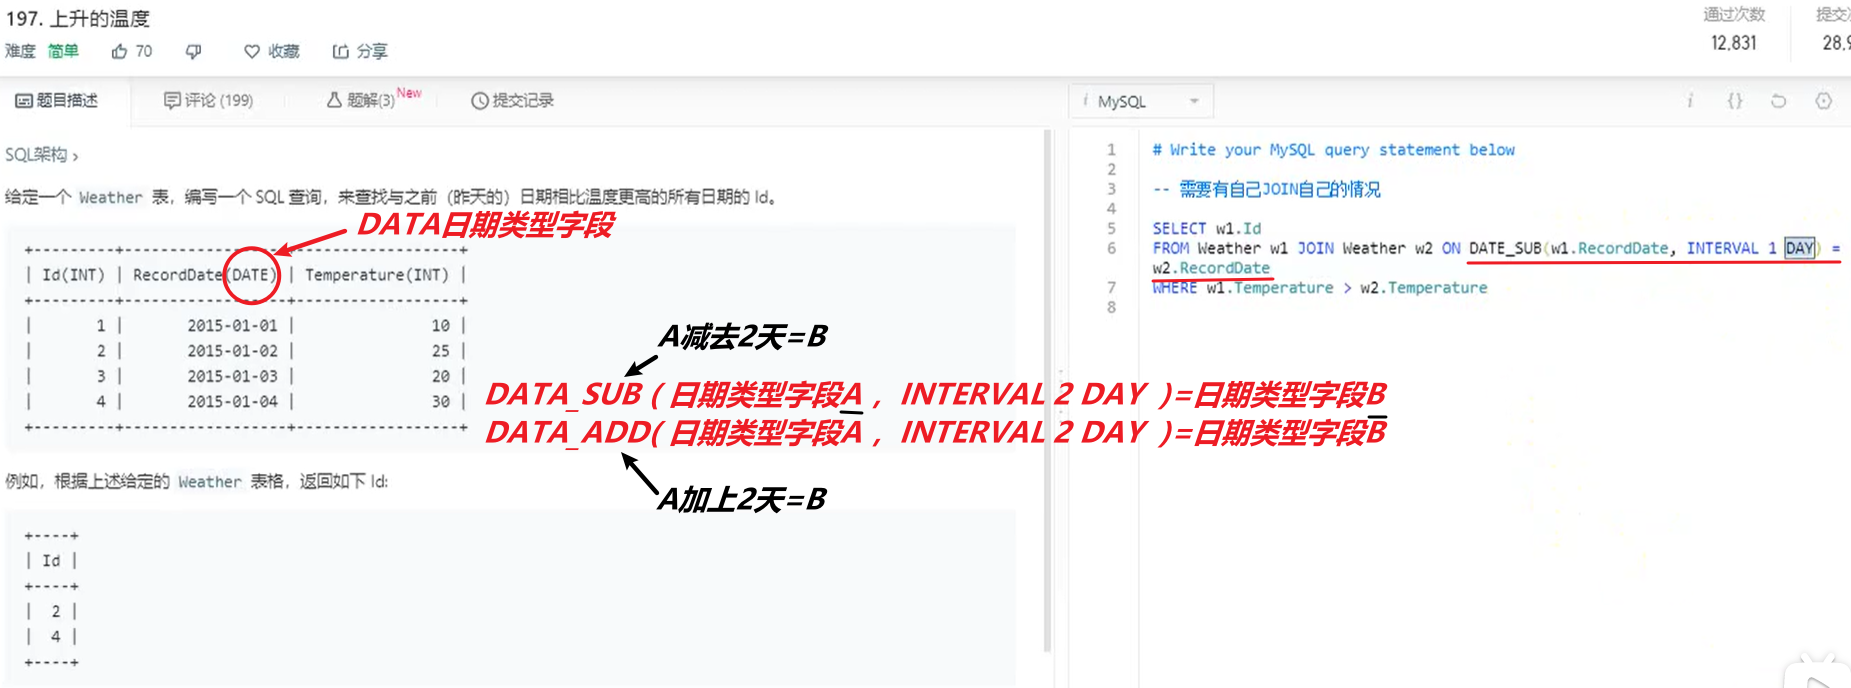 197. 上升的温度
难度 简单 70 收藏 分享
通过次数
12,831
题目描述 评论 (199) 题解(3) New 提交记录
SQL架构 ›
给定一个 Weather 表，编写一个 SQL 查询，来查找与之前（昨天的）日期相比温度更高的所有日期的 Id。
DATA日期类型字段
+---------+------------------+------------------+
| Id(INT) | RecordDate(DATE) | Temperature(INT) |
+---------+------------------+------------------+
| 1 | 2015-01-01 | 10 |
| 2 | 2015-01-02 | 25 |
| 3 | 2015-01-03 | 20 |
| 4 | 2015-01-04 | 30 |
+---------+------------------+------------------+
A减去2天=B
DATA_SUB ( 日期类型字段A ，INTERVAL 2 DAY )=日期类型字段B
DATA_ADD( 日期类型字段A ，INTERVAL 2 DAY )=日期类型字段B
A加上2天=B
例如，根据上述给定的 Weather 表格，返回如下 Id:
+----+
| Id |
+----+
| 2 |
| 4 |
+----+
i MySQL
i {}
1 # Write your MySQL query statement below
2
3 -- 需要有自己JOIN自己的情况
4
5 SELECT w1.Id
6 FROM Weather w1 JOIN Weather w2 ON DATE_SUB(w1.RecordDate, INTERVAL 1 DAY) =
w2.RecordDate
7 WHERE w1.Temperature > w2.Temperature
8